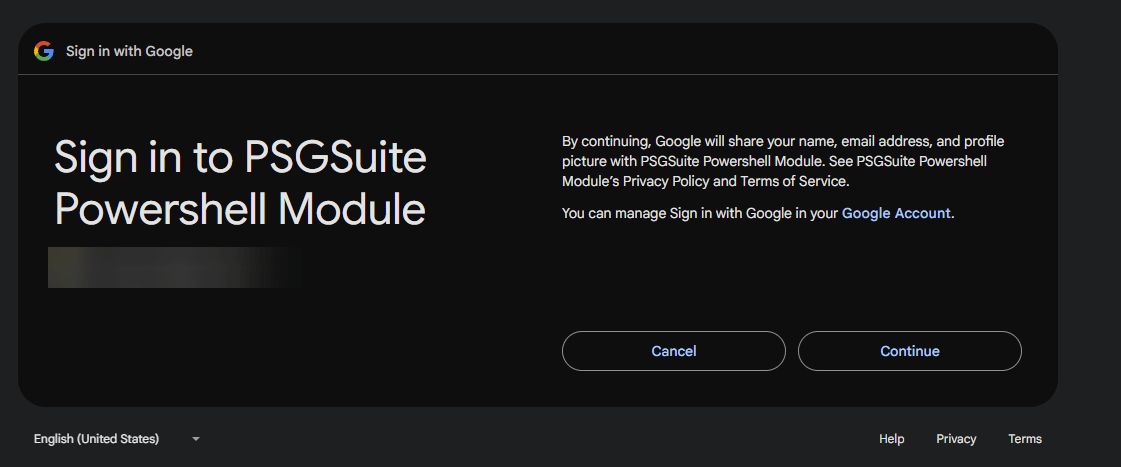 Sign in with Google
Sign in to PSGSuite
Powershell Module
By continuing, Google will share your name, email address, and profile
picture with PSGSuite Powershell Module. See PSGSuite Powershell
Module's Privacy Policy and Terms of Service.
You can manage Sign in with Google in your Google Account.
Cancel
Continue
English (United States)
Help
Privacy
Terms